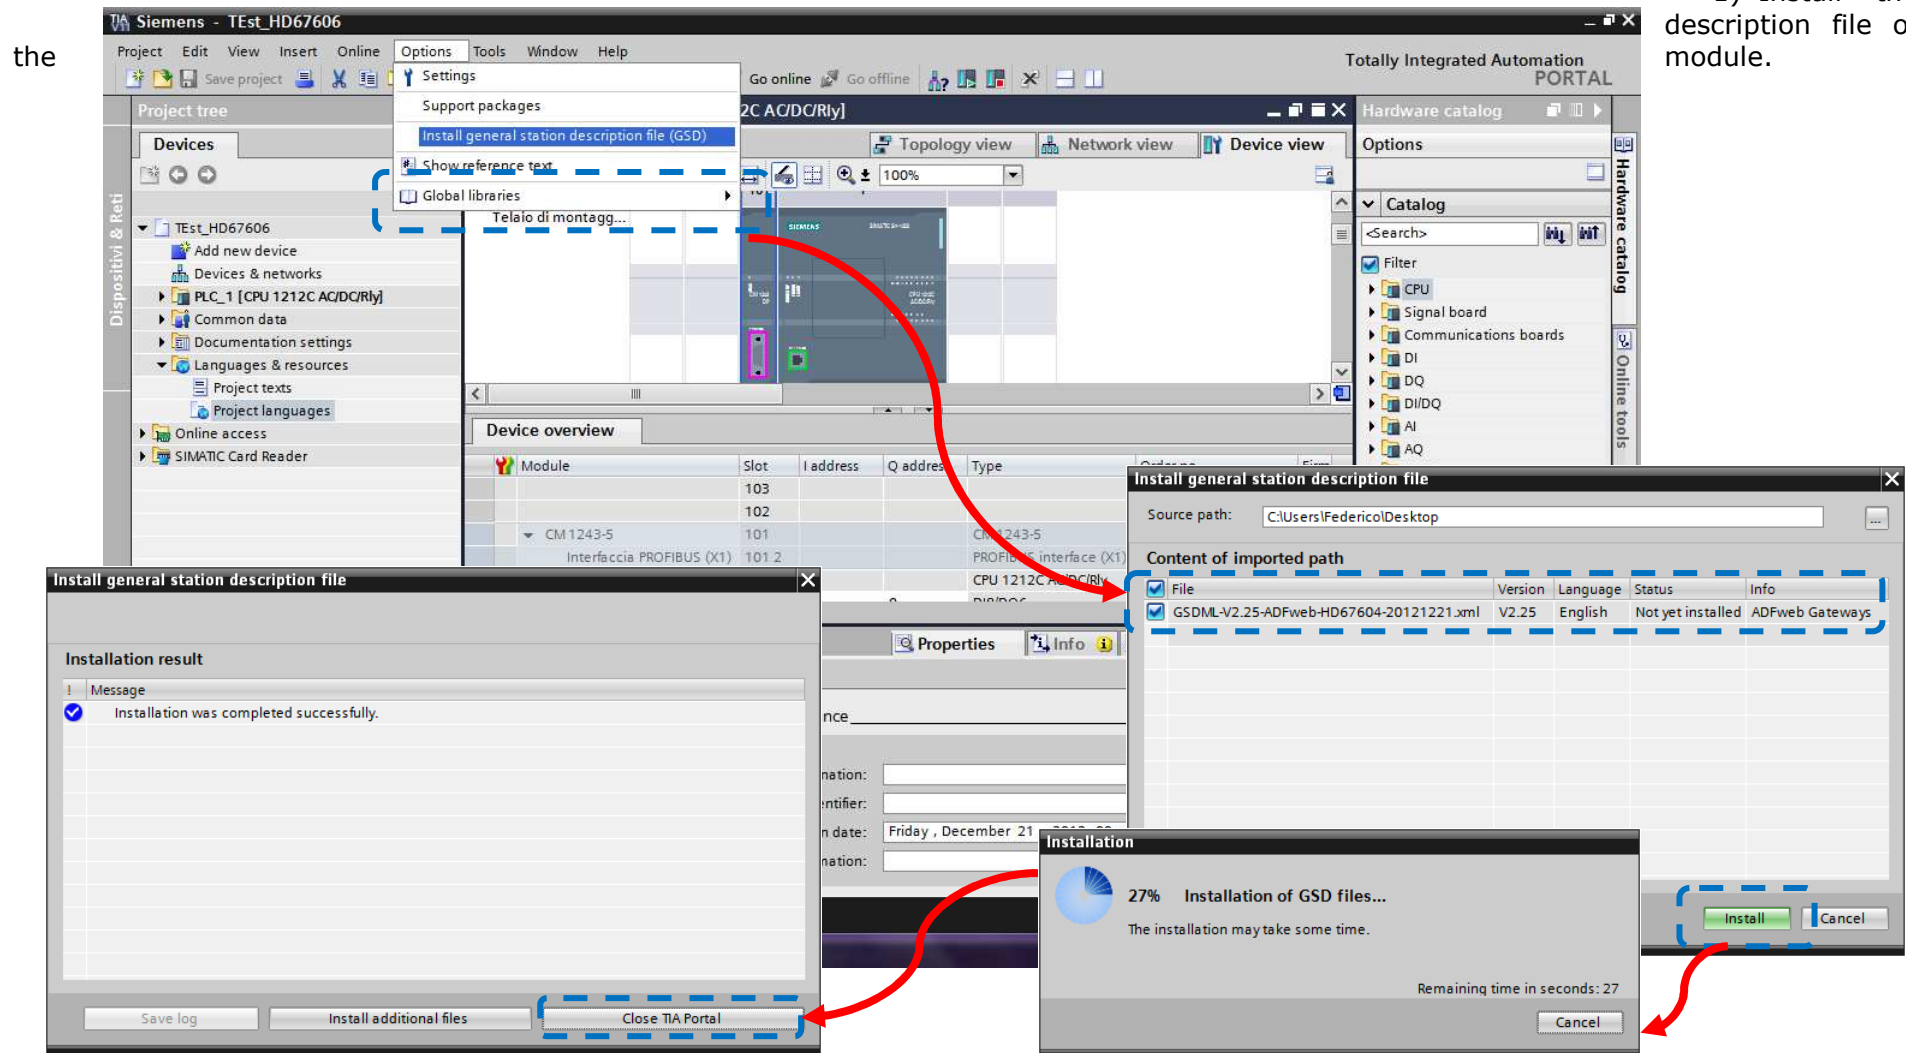 description file
the
module.
Siemens - TEst_HD67606
Project Edit View Insert Online Options Tools Window Help
Totally Integrated Automation
PORTAL
Save project
Go online Go offline
Settings
Support packages
Install general station description file (GSD)
Show reference text
Global libraries
Project tree
2C AC/DC/Rly]
Hardware catalog
Devices
Topology view Network view Device view
Options
100%
Catalog
<Search>
Filter
CPU
Signal board
Communications boards
DI
DQ
DI/DQ
AI
AQ
Hardware catalog
Online tools
Dispositivi & Reti
TEst_HD67606
Add new device
Devices & networks
PLC_1 [CPU 1212C AC/DC/Rly]
Common data
Documentation settings
Languages & resources
Project texts
Project languages
Online access
SIMATIC Card Reader
Telaio di montagg...
SIEMENS
Device overview
Module Slot I address Q addres Type
103
102
CM 1243-5 101 CM 1243-5
Interfaccia PROFIBUS (X1) 101 2 PROFIBUS interface (X1)
CPU 1212C AC/DC/Rly
Properties Info
nce
nation:
entifier:
n date: Friday , December 21
nation:
Install general station description file
Source path: C:\Users\Federico\Desktop
...
Content of imported path
File Version Language Status Info
GSDML-V2.25-ADFweb-HD67604-20121221.xml V2.25 English Not yet installed ADFweb Gateways
Install Cancel
Installation
27% Installation of GSD files...
The installation may take some time.
Remaining time in seconds: 27
Cancel
Install general station description file
Installation result
! Message
Installation was completed successfully.
Save log Install additional files Close TIA Portal